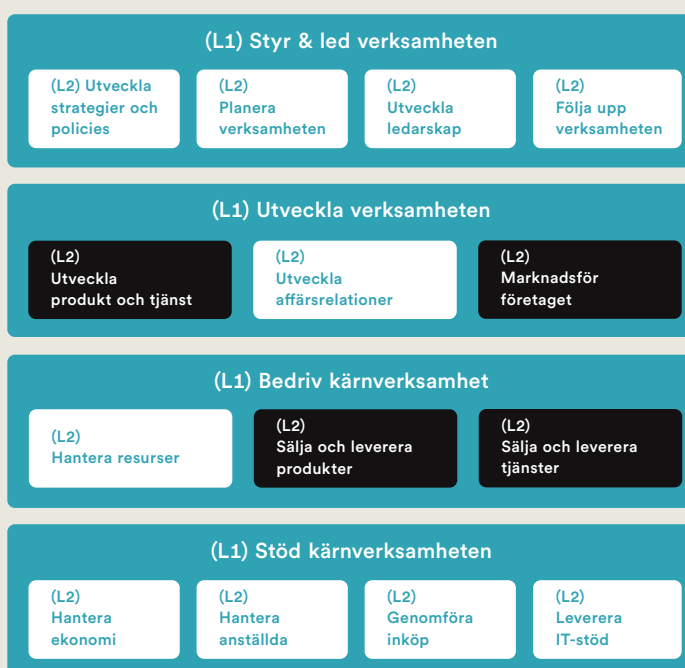 (L1) Styr & led verksamheten
(L2) Utveckla
strategier och
policies
(L2)
Planera
verksamheten
(L2)
Utveckla
ledarskap
(L2)
Följa upp
verksamheten
(L1) Utveckla verksamheten
(L2)
Utveckla
produkt och tjänst
(L2)
Utveckla
affärsrelationer
(L2)
Marknadsför
företaget
(L1) Bedriv kärnverksamhet
(L2)
Hantera resurser
(L2)
Sälja och leverera
produkter
(L2)
Sälja och leverera
tjänster
(L1) Stöd kärnverksamheten
(L2)
Hantera
ekonomi
(L2)
Hantera
anställda
(L2)
Genomföra
inköp
(L2)
Leverera
IT-stöd